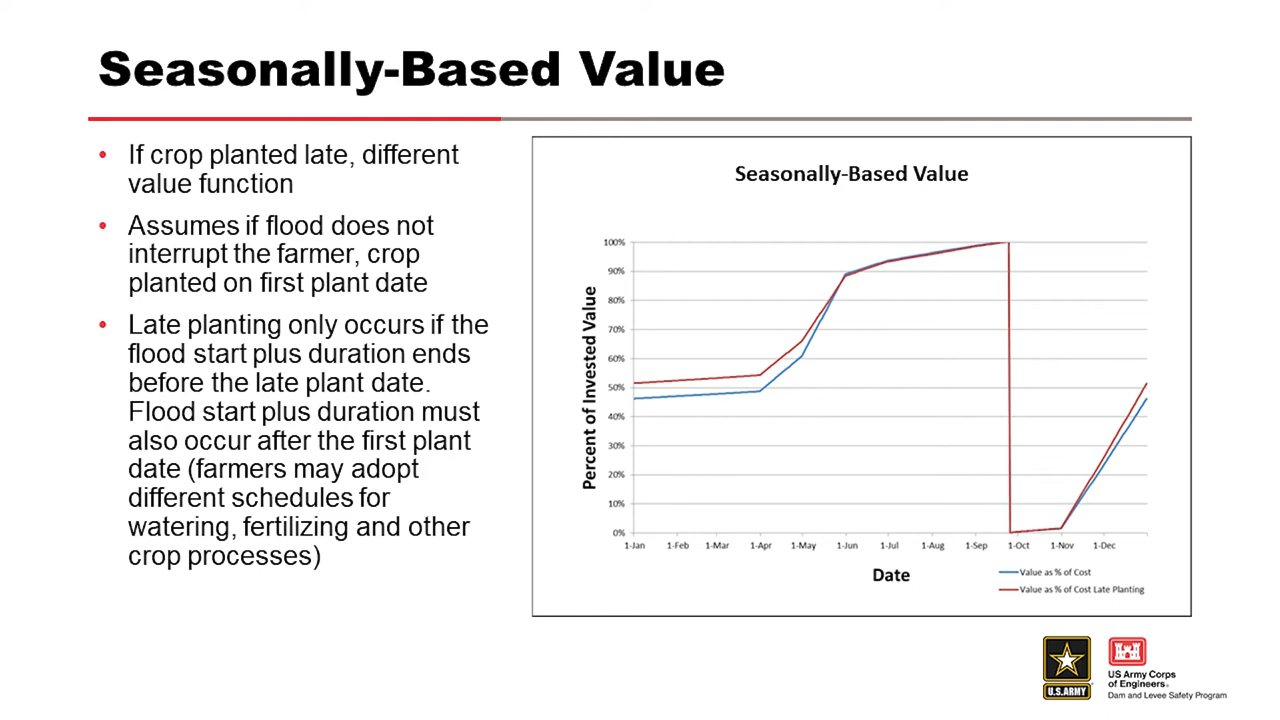 Seasonally-Based Value
• If crop planted late, different
value function
• Assumes if flood does not
interrupt the farmer, crop
planted on first plant date
• Late planting only occurs if the
flood start plus duration ends
before the late plant date.
Flood start plus duration must
also occur after the first plant
date (farmers may adopt
different schedules for
watering, fertilizing and other
crop processes)
Seasonally-Based Value
Percent of Invested Value
100%
90%
80%
70%
60%
50%
40%
30%
20%
10%
0%
1-Jan 1-Feb 1-Mar 1-Apr 1-May 1-Jun 1-Jul 1-Aug 1-Sep 1-Oct 1-Nov 1-Dec
Date
Value as % of Cost
Value as % of Cost Late Planting
U.S.ARMY
US Army Corps
of Engineers®
Dam and Levee Safety Program